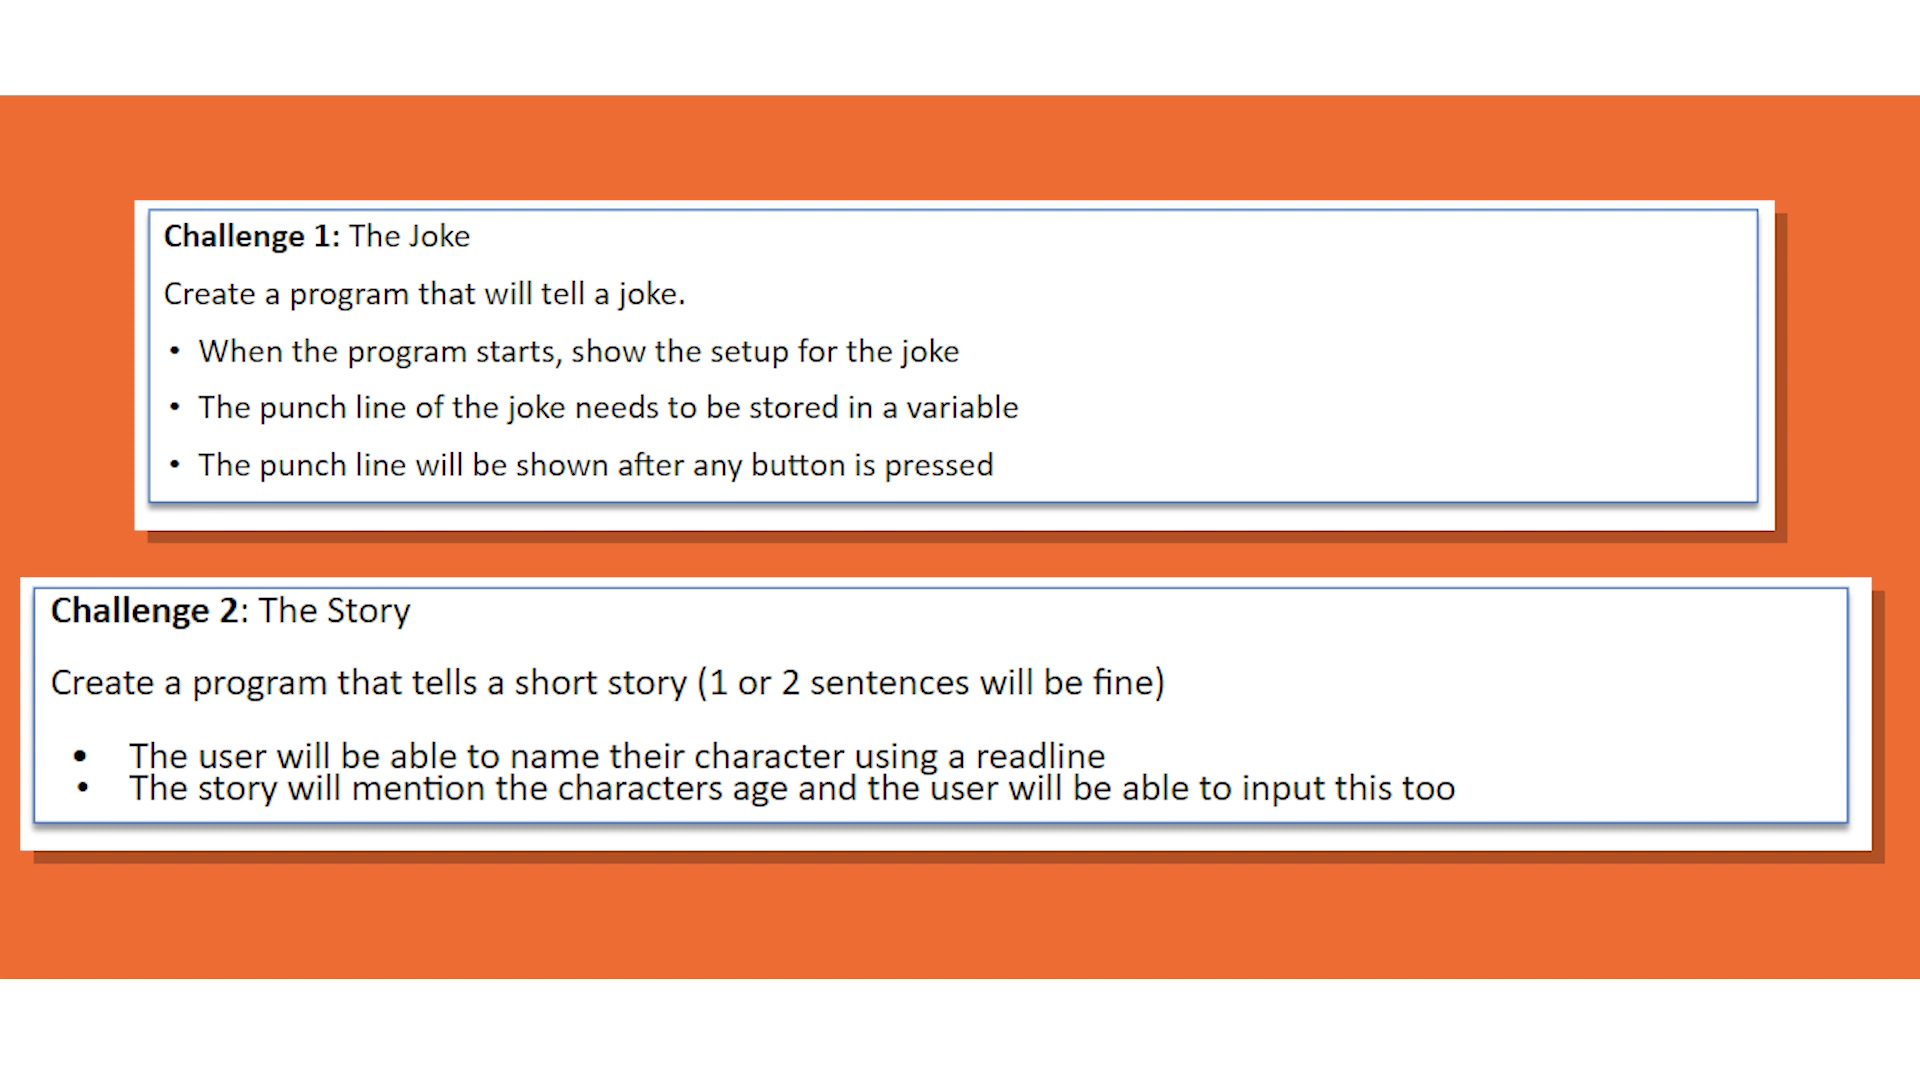 Challenge 1: The Joke
Create a program that will tell a joke.
• When the program starts, show the setup for the joke
• The punch line of the joke needs to be stored in a variable
• The punch line will be shown after any button is pressed
Challenge 2: The Story
Create a program that tells a short story (1 or 2 sentences will be fine)
• The user will be able to name their character using a readline
• The story will mention the characters age and the user will be able to input this too